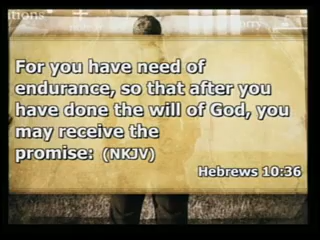 For you have need of
endurance, so that after you
have done the will of God, you
may receive the
promise: (NKJV)
Hebrews 10:36